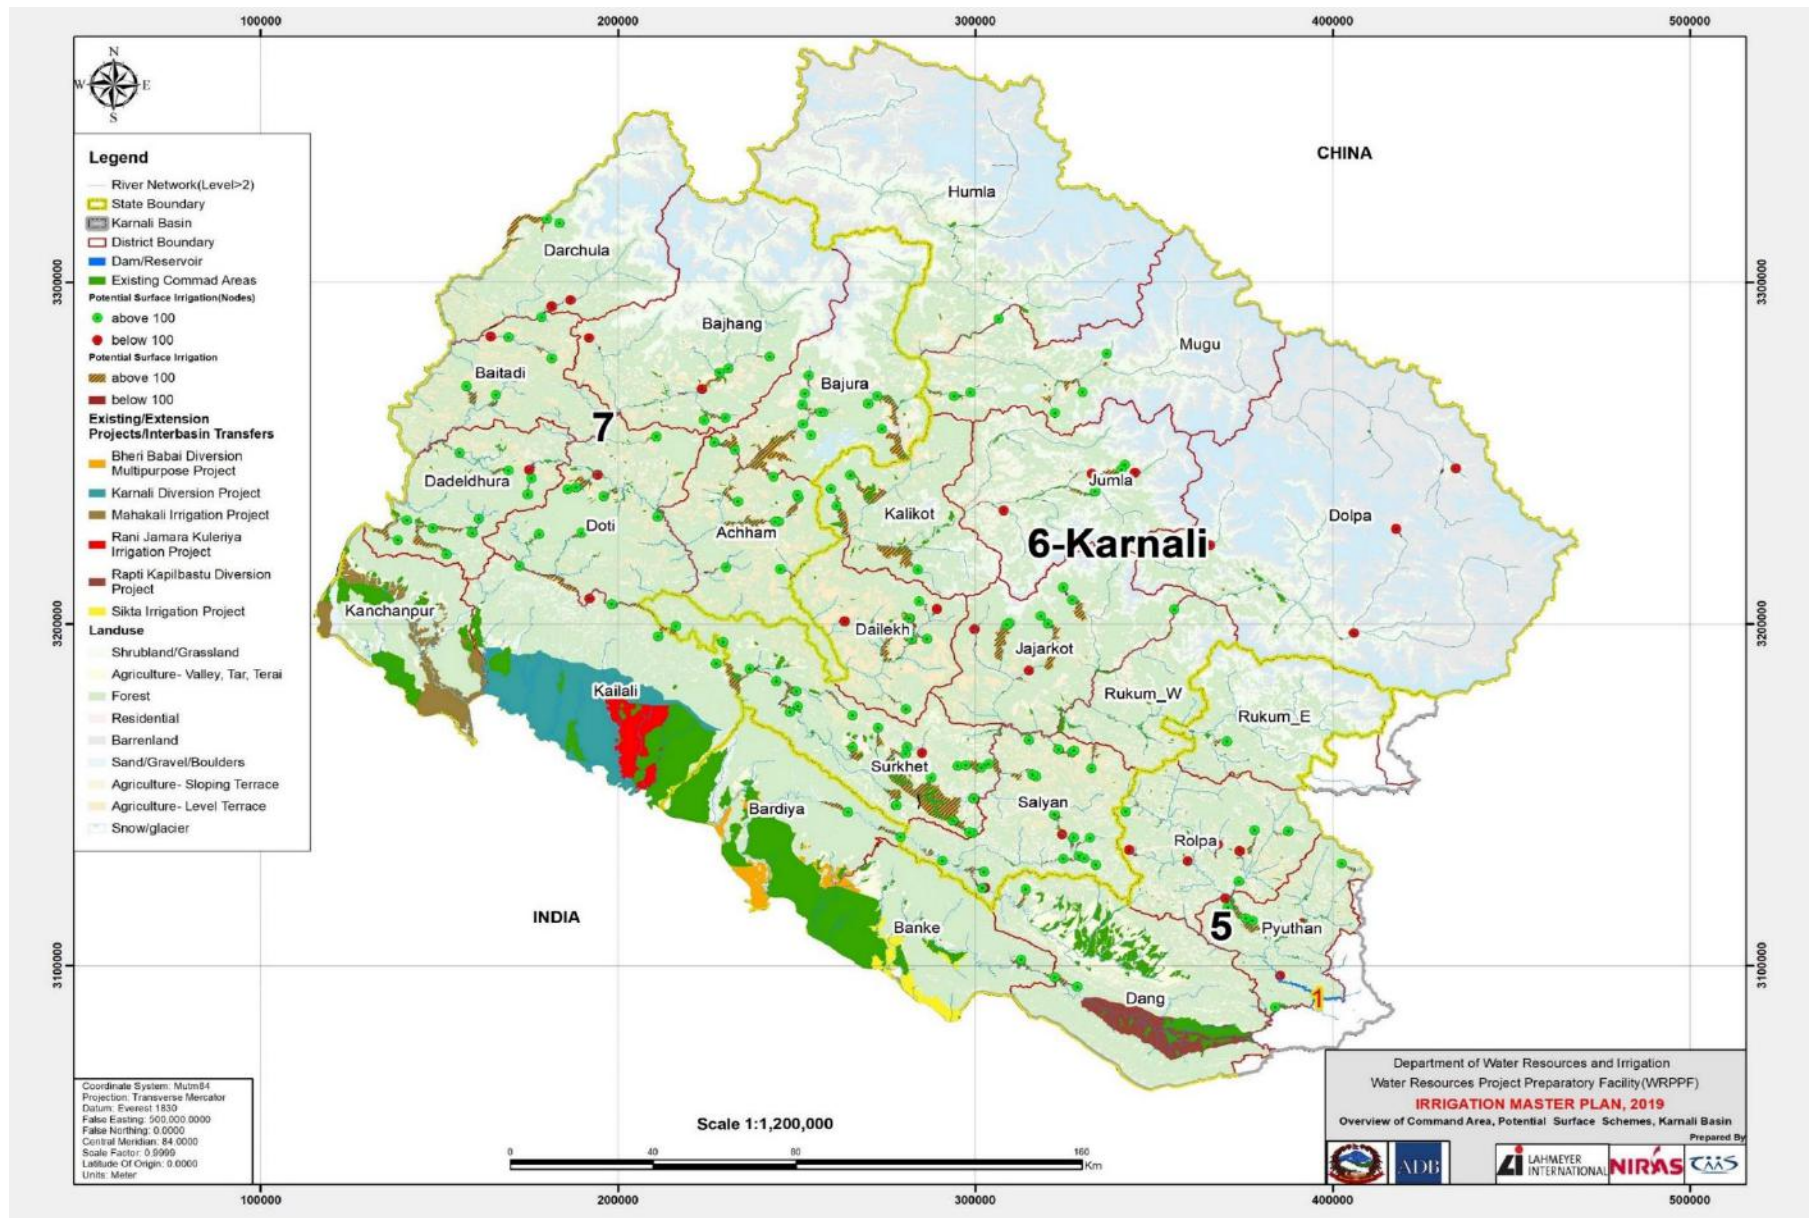 100000
200000
300000
400000
500000
N
W
E
S
CHINA
Legend
River Network(Level>2)
State Boundary
Karnali Basin
District Boundary
Dam/Reservoir
Existing Commad Areas
Potential Surface Irrigation(Nodes)
above 100
below 100
Potential Surface Irrigation
above 100
below 100
Existing/Extension
Projects/Interbasin Transfers
Bheri Babai Diversion
Multipurpose Project
Karnali Diversion Project
Mahakali Irrigation Project
Rani Jamara Kuleriya
Irrigation Project
Rapti Kapilbastu Diversion
Project
Sikta Irrigation Project
Landuse
Shrubland/Grassland
Agriculture- Valley, Tar, Terai
Forest
Residential
Barrenland
Sand/Gravel/Boulders
Agriculture- Sloping Terrace
Agriculture- Level Terrace
Snow/glacier
Humla
Darchula
3300000
3300000
Bajhang
Mugu
Baitadi
Bajura
7
Dadeldhura
Jumla
Kalikot
Dolpa
Doti
Achham
6-Karnali
Kanchanpur
3200000
3200000
Dailekh
Jajarkot
Kailali
Rukum_W
Rukum_E
Surkhet
Salyan
Bardiya
Rolpa
INDIA
Banke
5
Pyuthan
3100000
3100000
Dang
1
Coordinate System: Mutm84
Projection: Transverse Mercator
Datum: Everest 1830
False Easting: 500,000.0000
False Northing: 0.0000
Central Meridian: 84.0000
Scale Factor: 0.9999
Latitude Of Origin: 0.0000
Units: Meter
Scale 1:1,200,000
0
40
80
160
Km
Department of Water Resources and Irrigation
Water Resources Project Preparatory Facility(WRPPF)
IRRIGATION MASTER PLAN, 2019
Overview of Command Area, Potential Surface Schemes, Karnali Basin
Prepared By
ADB
LAHMEYER
INTERNATIONAL
NIRAS
100000
200000
300000
400000
500000